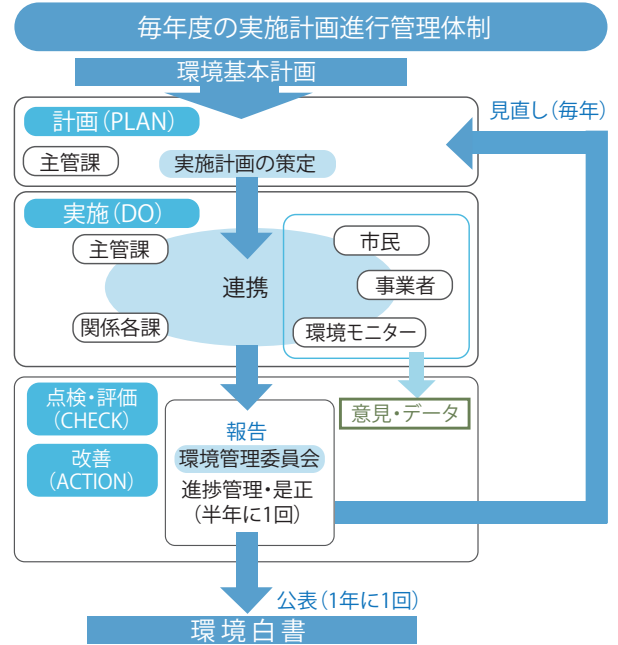 毎年度の実施計画進行管理体制
環境基本計画
計画(PLAN)
見直し(毎年)
主管課
実施計画の策定
実施(DO)
主管課
市民
連携
事業者
関係各課
環境モニター
点検・評価
(CHECK)
意見・データ
報告
改善
(ACTION)
環境管理委員会
進捗管理・是正
(半年に1回)
公表(1年に1回)
環境白書